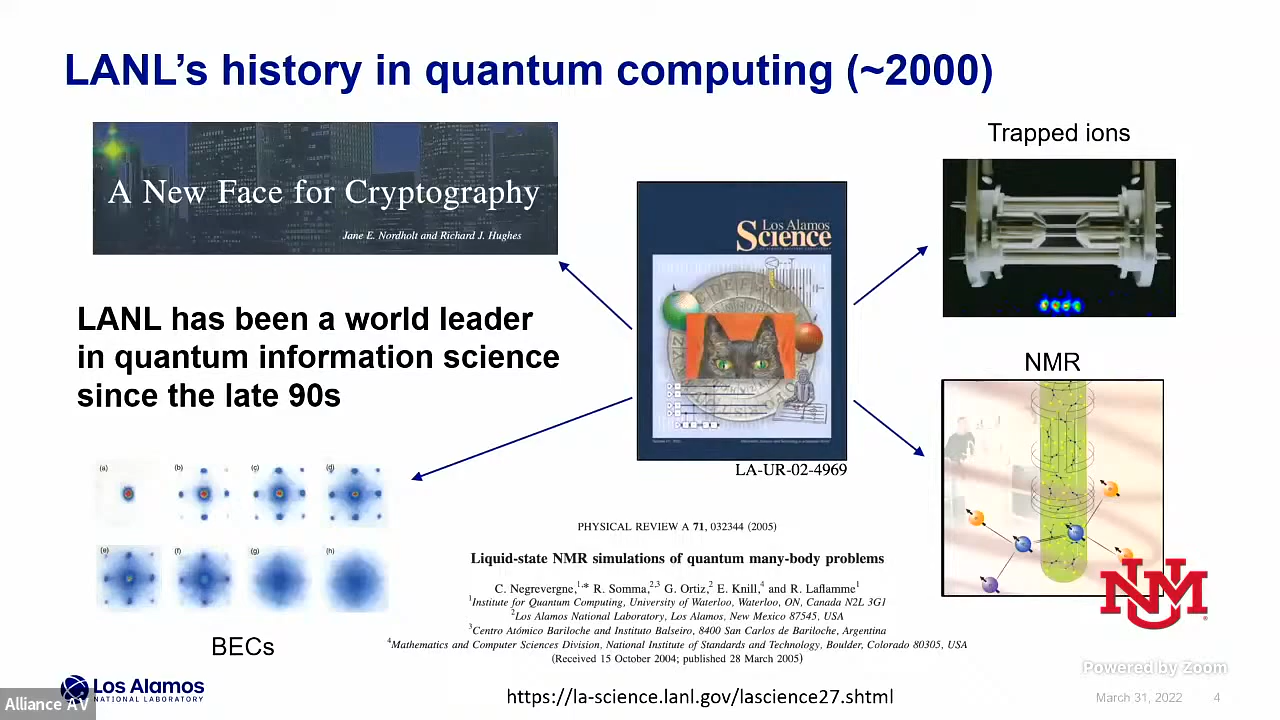 LANL's history in quantum computing (~2000)
A New Face for Cryptography
Jane E. Nordholt and Richard J. Hughes
LANL has been a world leader
in quantum information science
since the late 90s
Los Alamos
Science
LA-UR-02-4969
Trapped ions
NMR
(a) (b) (c) (d)
(e) (f) (g) (h)
BECs
PHYSICAL REVIEW A 71, 032344 (2005)
Liquid-state NMR simulations of quantum many-body problems
C. Negrevergne,1,* R. Somma,2,3 G. Ortiz,2 E. Knill,4 and R. Laflamme1
1Institute for Quantum Computing, University of Waterloo, Waterloo, ON, Canada N2L 3G1
2Los Alamos National Laboratory, Los Alamos, New Mexico 87545, USA
3Centro Atómico Bariloche and Instituto Balseiro, 8400 San Carlos de Bariloche, Argentina
4Mathematics and Computer Sciences Division, National Institute of Standards and Technology, Boulder, Colorado 80305, USA
(Received 15 October 2004; published 28 March 2005)
https://la-science.lanl.gov/lascience27.shtml
Los Alamos
NATIONAL LABORATORY
Alliance AV
NM
Powered by Zoom
March 31, 2022 4